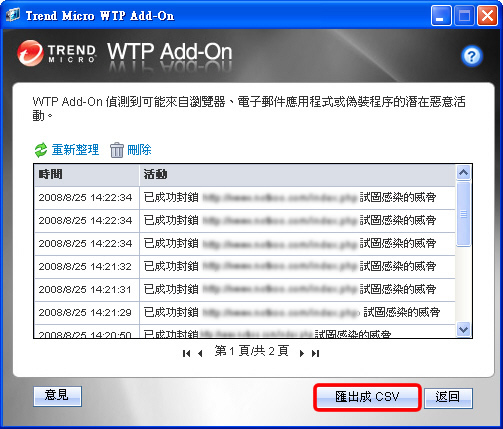 Trend Micro WTP Add-On
TREND MICRO WTP Add-On
WTP Add-On 偵測到可能來自瀏覽器、電子郵件應用程式或偽裝程序的潛在惡意活
動。
重新整理 刪除
時間 活動
2008/8/25 14:22:34 已成功封鎖 試圖感染的威脅
2008/8/25 14:22:34 已成功封鎖 試圖感染的威脅
2008/8/25 14:22:34 已成功封鎖 試圖感染的威脅
2008/8/25 14:21:32 已成功封鎖 試圖感染的威脅
2008/8/25 14:21:31 已成功封鎖 試圖感染的威脅
2008/8/25 14:21:29 已成功封鎖 試圖感染的威脅
2008/8/25 14:20:50 已成功封鎖 試圖感染的威脅
第 1 頁/共 2 頁
意見 匯出成 CSV 返回